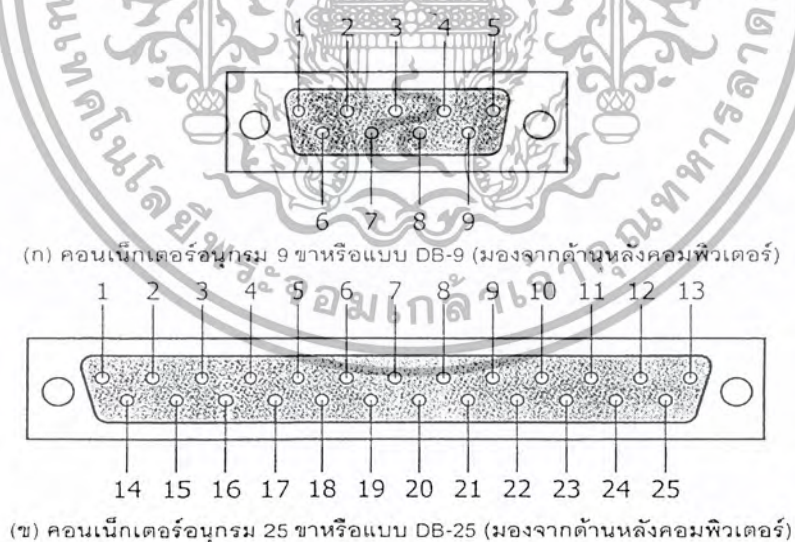 1 2 3 4 5
6 7 8 9
(ก) คอนเน็กเตอร์อนุกรม 9 ขาหรือแบบ DB-9 (มองจากด้านหลังคอมพิวเตอร์)
1 2 3 4 5 6 7 8 9 10 11 12 13
14 15 16 17 18 19 20 21 22 23 24 25
(ข) คอนเน็กเตอร์อนุกรม 25 ขาหรือแบบ DB-25 (มองจากด้านหลังคอมพิวเตอร์)